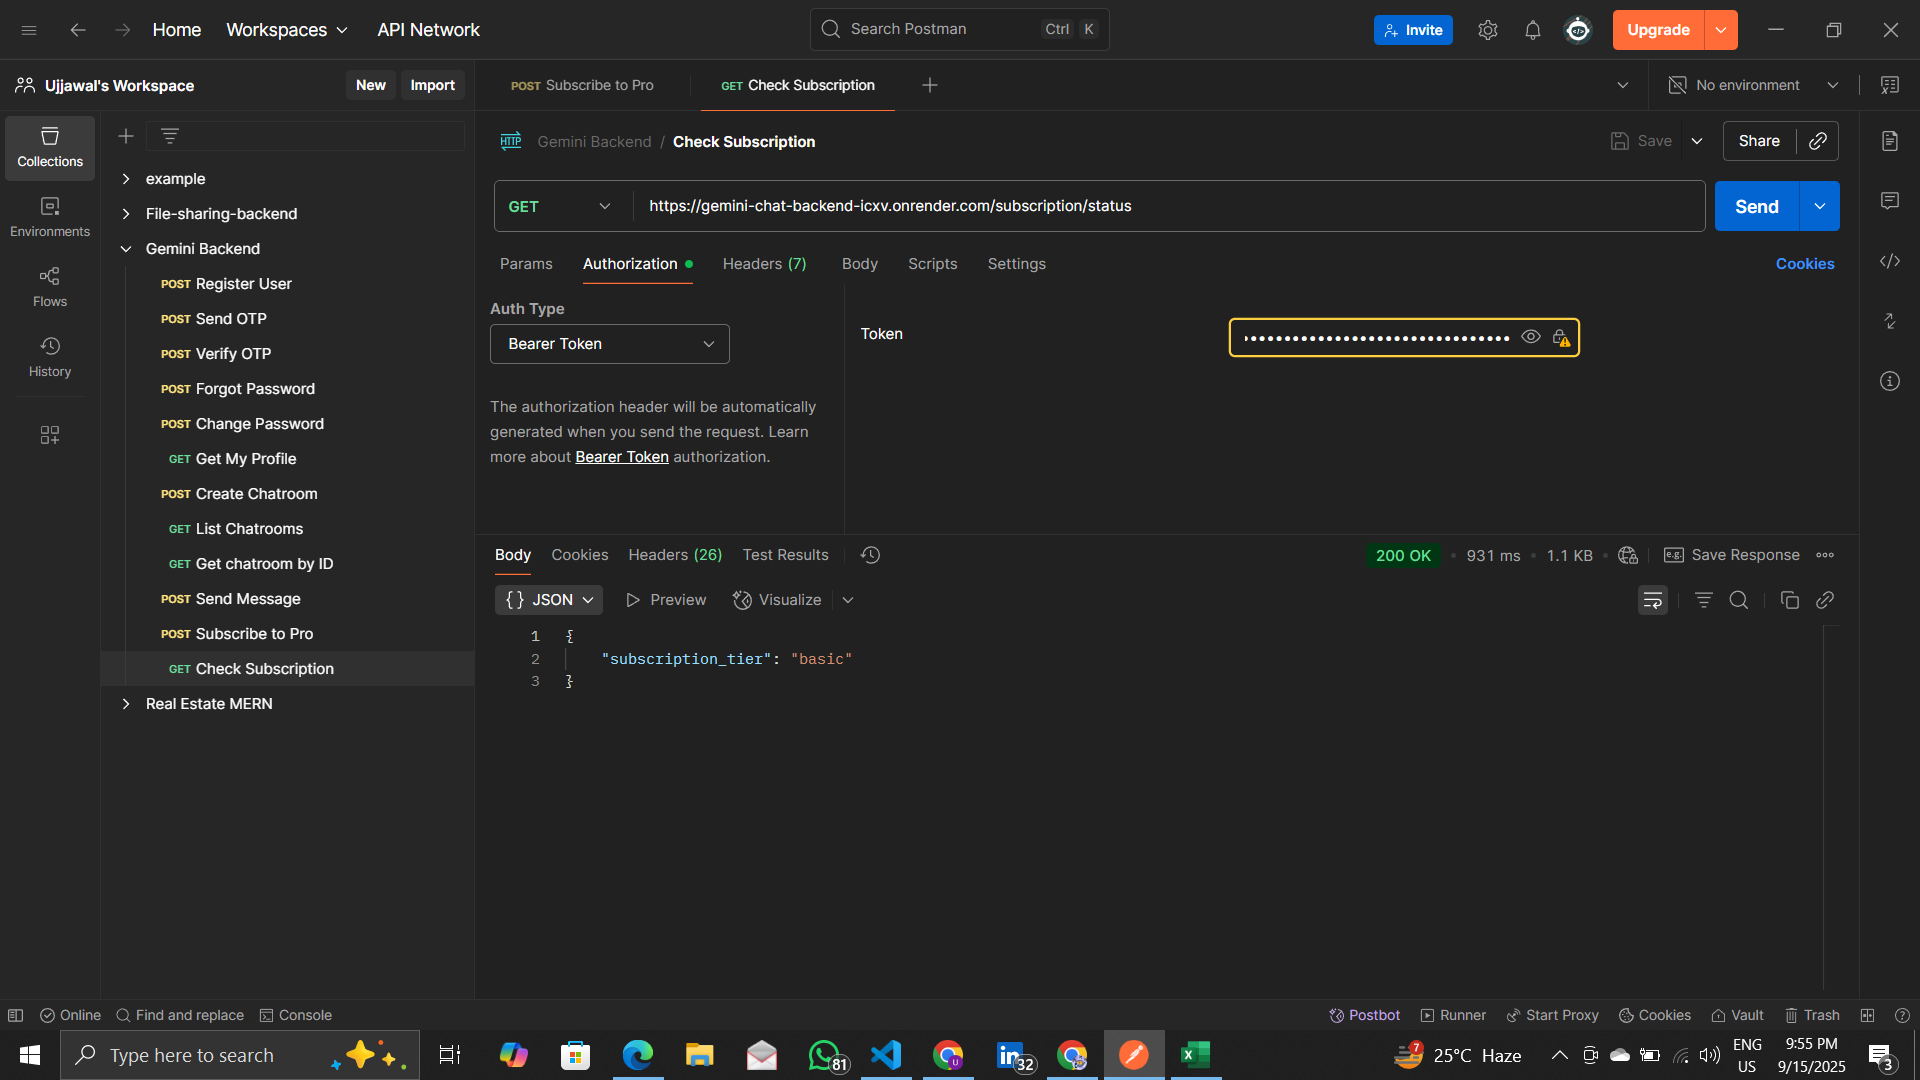 Home
Workspaces
API Network
Search Postman
Ctrl K
Invite
Upgrade
Ujjawal's Workspace
New
Import
POST Subscribe to Pro
GET Check Subscription
No environment
Collections
Environments
Flows
History
example
File-sharing-backend
Gemini Backend
POST Register User
POST Send OTP
POST Verify OTP
POST Forgot Password
POST Change Password
GET Get My Profile
POST Create Chatroom
GET List Chatrooms
GET Get chatroom by ID
POST Send Message
POST Subscribe to Pro
GET Check Subscription
Real Estate MERN
HTTP Gemini Backend / Check Subscription
Save
Share
GET
https://gemini-chat-backend-icxv.onrender.com/subscription/status
Send
Params
Authorization
Headers (7)
Body
Scripts
Settings
Cookies
Auth Type
Bearer Token
The authorization header will be automatically
generated when you send the request. Learn
more about Bearer Token authorization.
Token
Body
Cookies
Headers (26)
Test Results
200 OK
931 ms
1.1 KB
e.g. Save Response
{} JSON
Preview
Visualize
1 {
2 "subscription_tier": "basic"
3 }
Online
Find and replace
Console
Postbot
Runner
Start Proxy
Cookies
Vault
Trash
Type here to search
81
32
7
25°C Haze
ENG
US
9:55 PM
9/15/2025
3